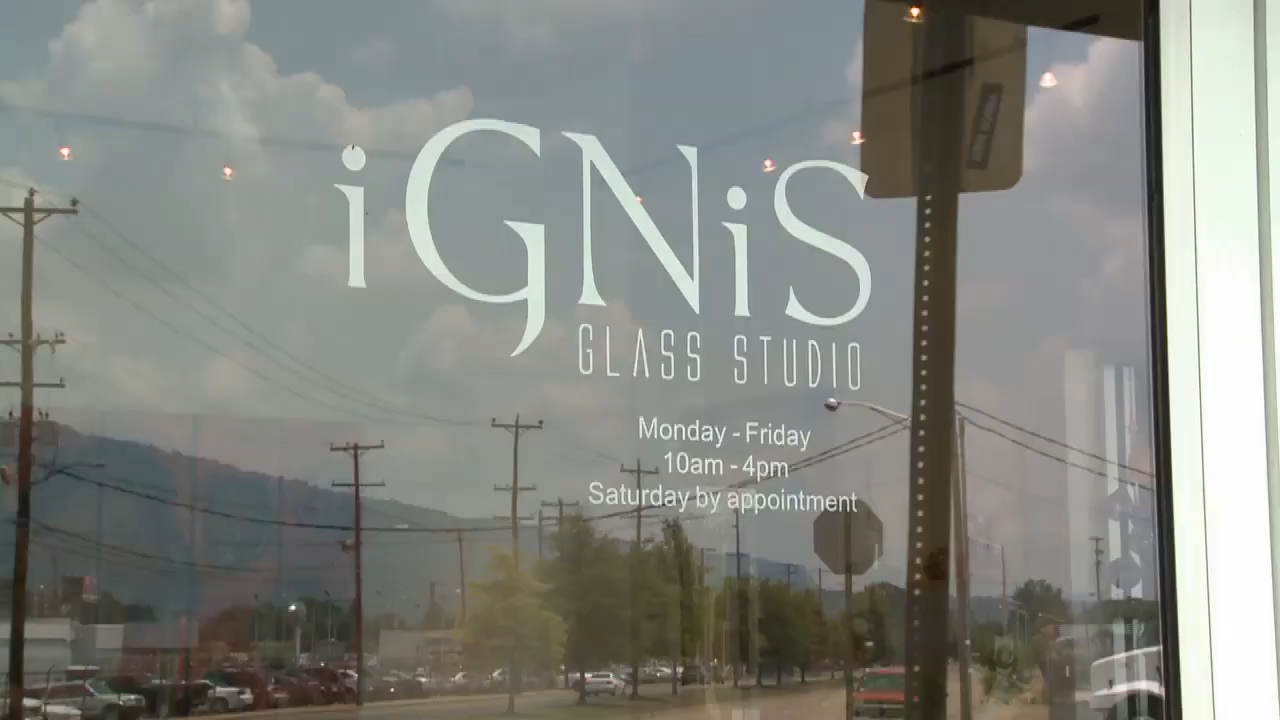 iGNiS
GLASS STUDIO
Monday - Friday
10am - 4pm
Saturday by appointment